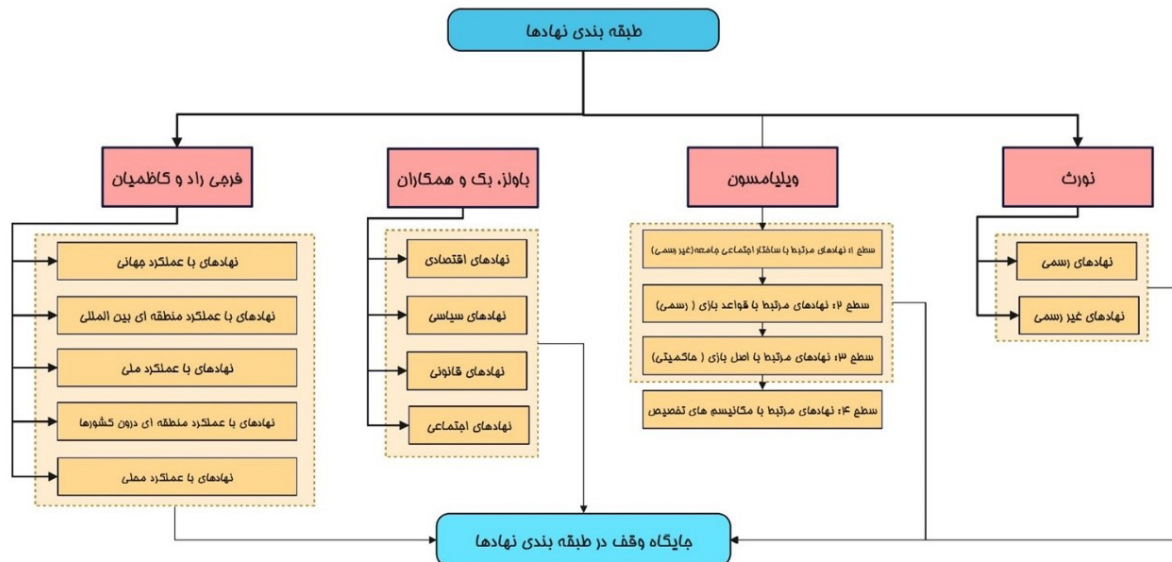 طبقه بندی نهادها
نورث
نهادهای رسمی
نهادهای غیر رسمی
ویلیامسون
سطح ۱: نهادهای مرتبط با ساختار اجتماعی جامعه(غیر رسمی)
سطح ۲: نهادهای مرتبط با قواعد بازی ( رسمی)
سطح ۳: نهادهای مرتبط با اصل بازی ( حاکمیتی)
سطح ۴: نهادهای مرتبط با مکانیسم های تخصیص
باولز، بک و همکاران
نهادهای اقتصادی
نهادهای سیاسی
نهادهای قانونی
نهادهای اجتماعی
فرجی راد و کاظمیان
نهادهای با عملکرد جهانی
نهادهای با عملکرد منطقه ای بین المللی
نهادهای با عملکرد ملی
نهادهای با عملکرد منطقه ای درون کشورها
نهادهای با عملکرد محلی
جایگاه وقف در طبقه بندی نهادها